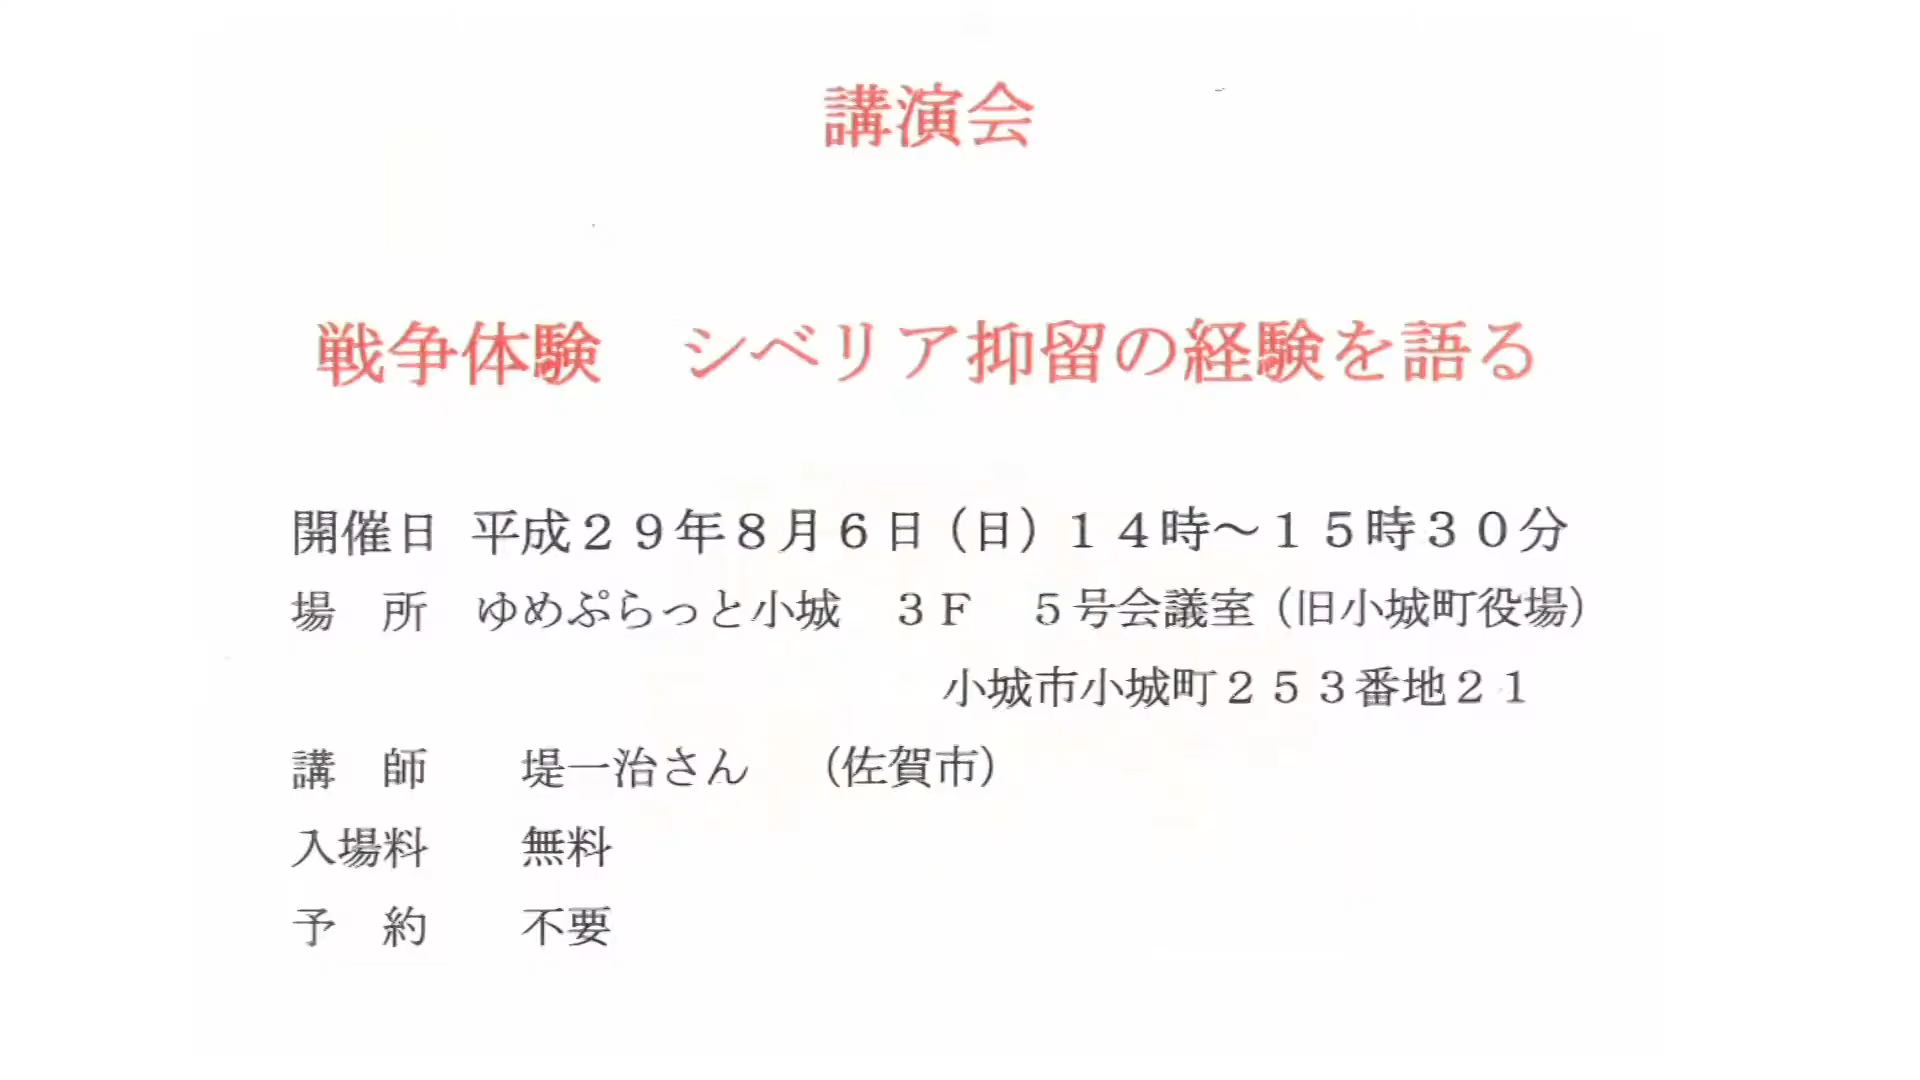 講演会
戦争体験　シベリア抑留の経験を語る
開催日 平成２９年８月６日（日）１４時～１５時３０分
場　所　ゆめぷらっと小城　３Ｆ　５号会議室（旧小城町役場）
小城市小城町２５３番地２１
講　師　　堤一治さん　（佐賀市）
入場料　　無料
予　約　　不要